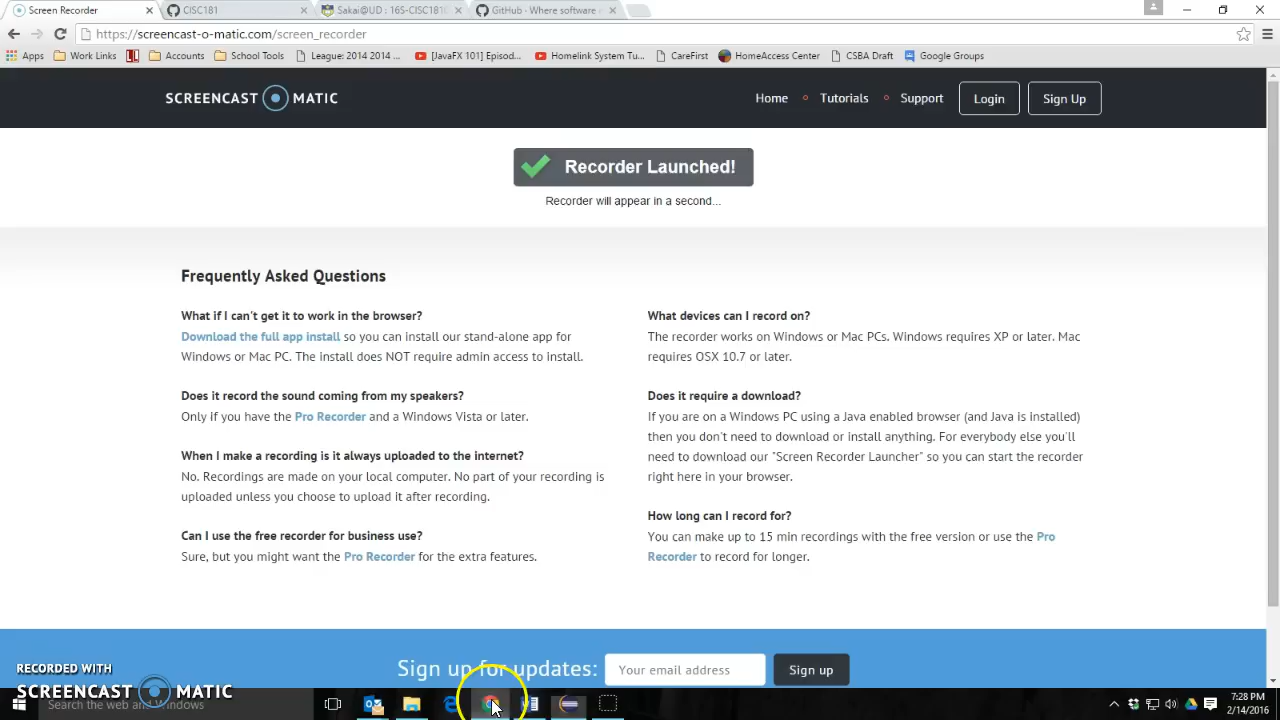 Screen Recorder
CISC181
Sakai@UD : 16S-CISC181
GitHub - Where software
https://screencast-o-matic.com/screen_recorder
Apps Work Links Accounts School Tools League: 2014 2014 ... [JavaFX 101] Episod... Homelink System Tu... CareFirst HomeAccess Center CSBA Draft Google Groups
SCREENCAST MATIC
Home Tutorials Support Login Sign Up
Recorder Launched!
Recorder will appear in a second...
Frequently Asked Questions
What if I can't get it to work in the browser?
Download the full app install so you can install our stand-alone app for
Windows or Mac PC. The install does NOT require admin access to install.
Does it record the sound coming from my speakers?
Only if you have the Pro Recorder and a Windows Vista or later.
When I make a recording is it always uploaded to the internet?
No. Recordings are made on your local computer. No part of your recording is
uploaded unless you choose to upload it after recording.
Can I use the free recorder for business use?
Sure, but you might want the Pro Recorder for the extra features.
What devices can I record on?
The recorder works on Windows or Mac PCs. Windows requires XP or later. Mac
requires OSX 10.7 or later.
Does it require a download?
If you are on a Windows PC using a Java enabled browser (and Java is installed)
then you don't need to download or install anything. For everybody else you'll
need to download our "Screen Recorder Launcher" so you can start the recorder
right here in your browser.
How long can I record for?
You can make up to 15 min recordings with the free version or use the Pro
Recorder to record for longer.
Sign up for updates: Your email address Sign up
RECORDED WITH
SCREENCAST MATIC
Search the web and Windows
7:28 PM
2/14/2016